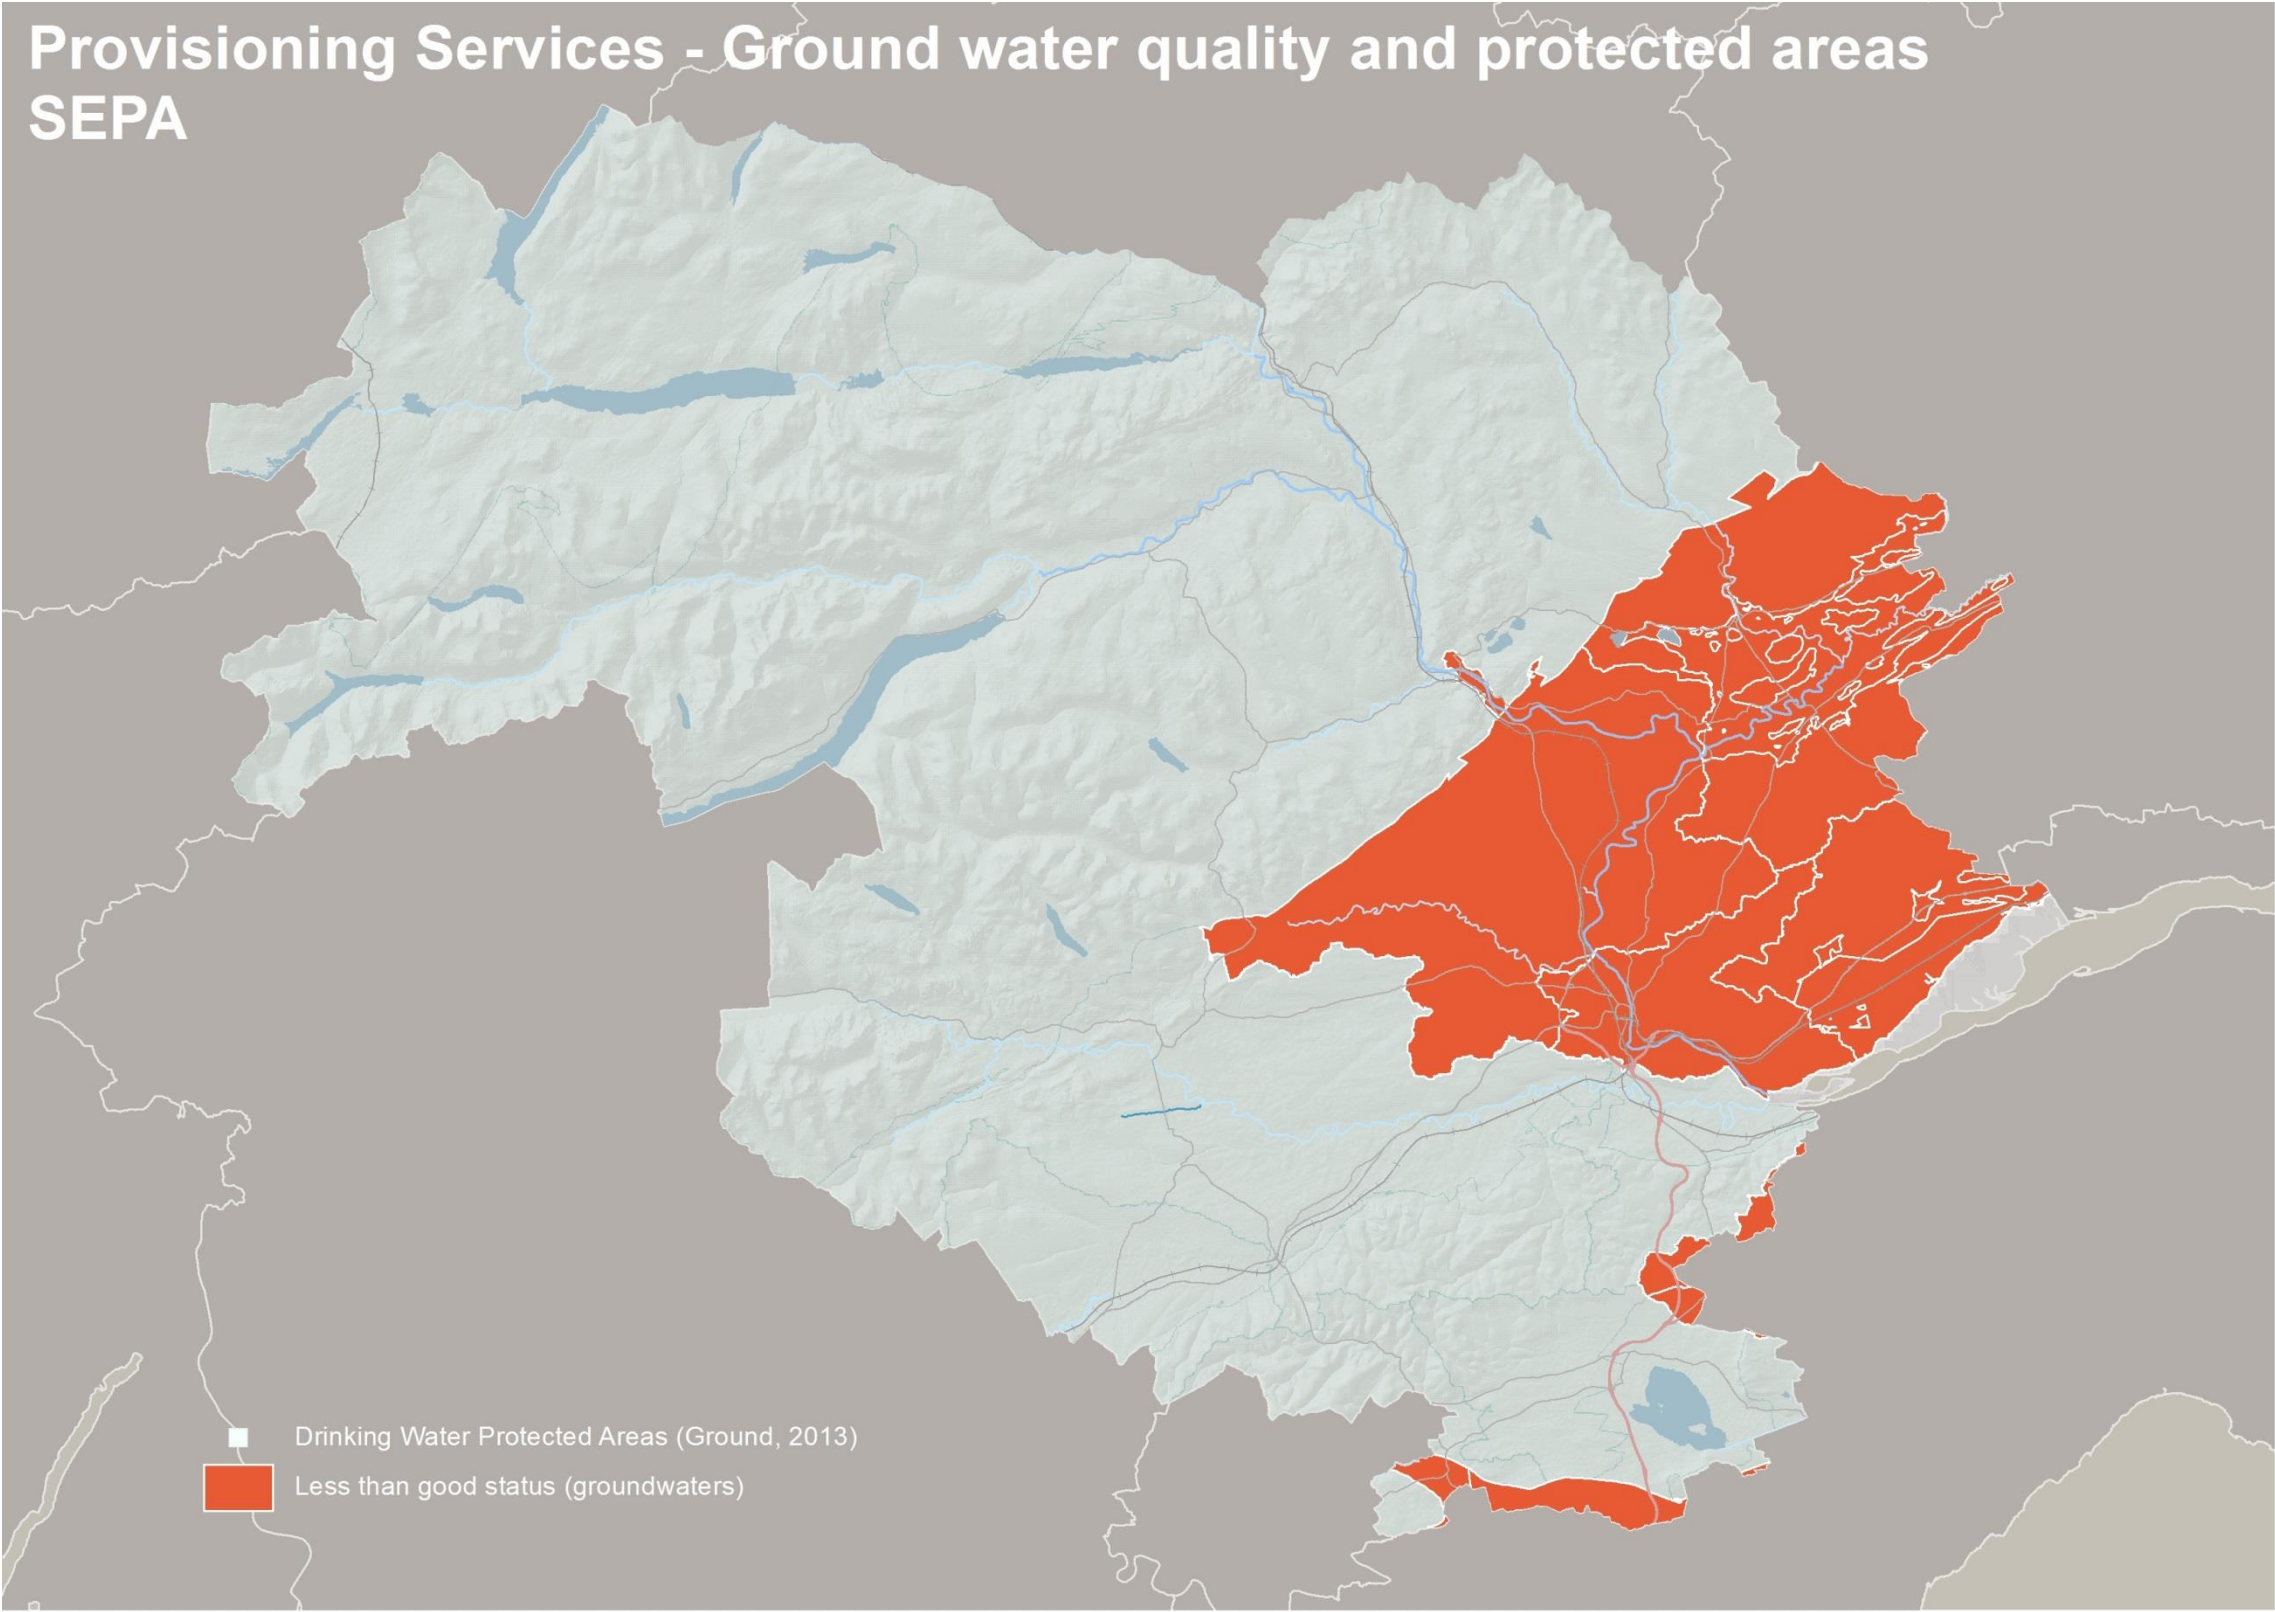 Provisioning Services - Ground water quality and protected areas
SEPA
Drinking Water Protected Areas (Ground, 2013)
Less than good status (groundwaters)